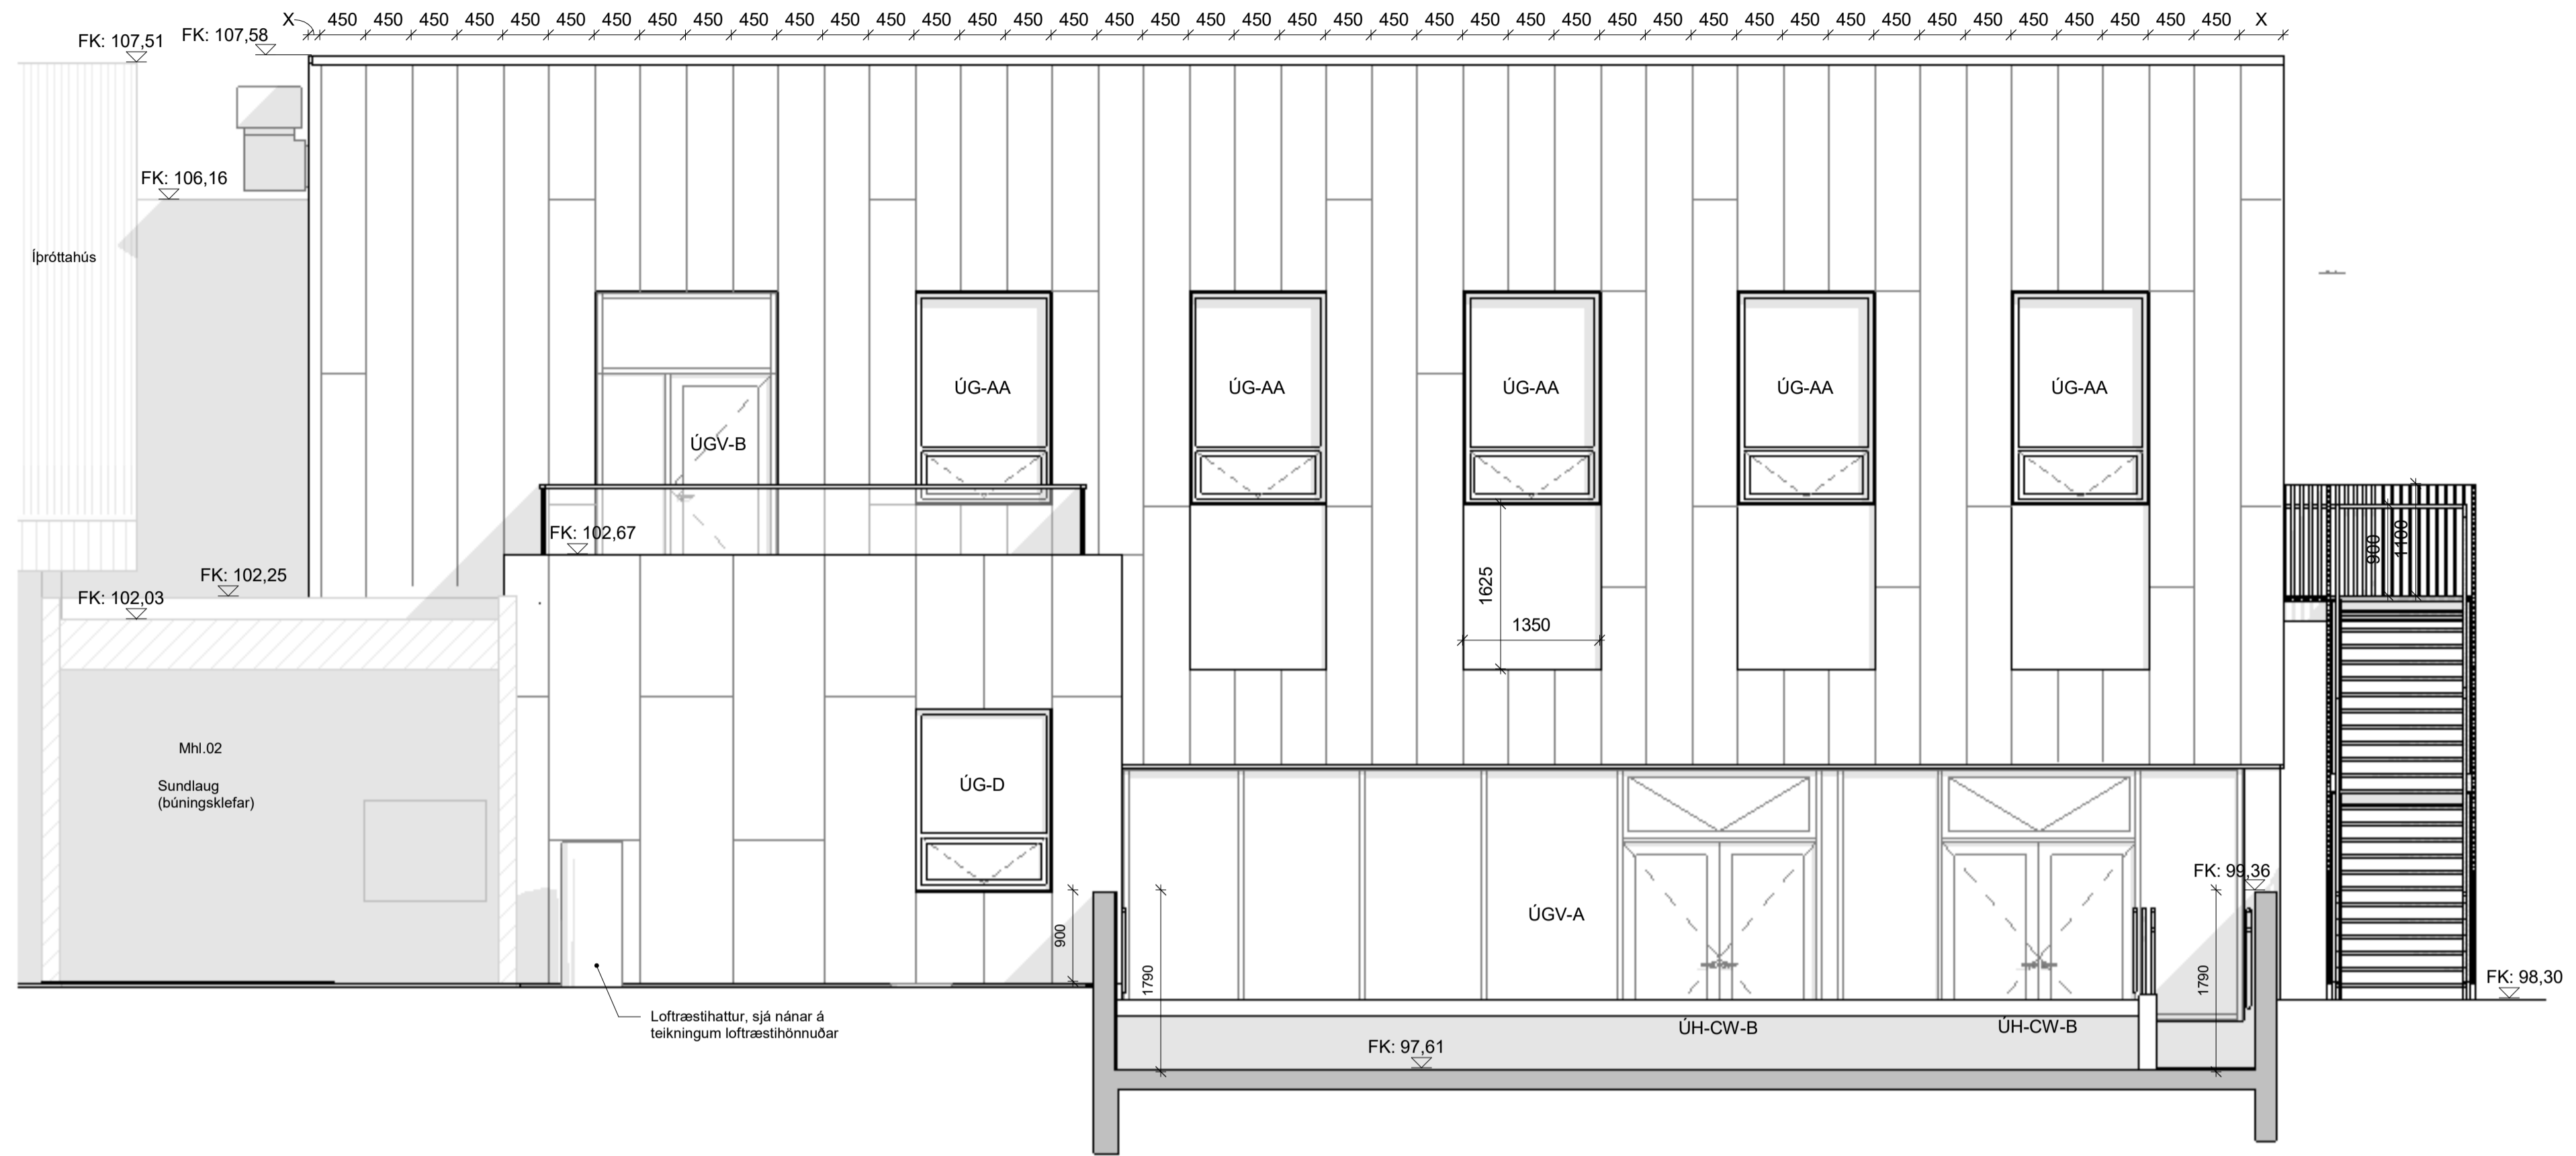 X 450 450 450 450 450 450 450 450 450 450 450 450 450 450 450 450 450 450 450 450 450 450 450 450 450 450 450 450 450 450 450 450 450 450 450 450 450 450 450 450 450 450 X
FK: 107,51
FK: 107,58
FK: 106,16
Íþróttahús
ÚG-AA
ÚG-AA
ÚG-AA
ÚG-AA
ÚG-AA
ÚGV-B
FK: 102,67
FK: 102,25
FK: 102,03
1625
1350
900
1100
Mhl.02
Sundlaug
(búningsklefar)
ÚG-D
FK: 99,36
ÚGV-A
900
1790
1790
FK: 98,30
Loftræstihattur, sjá nánar á
teikningum loftræstihönnuðar
ÚH-CW-B
ÚH-CW-B
FK: 97,61